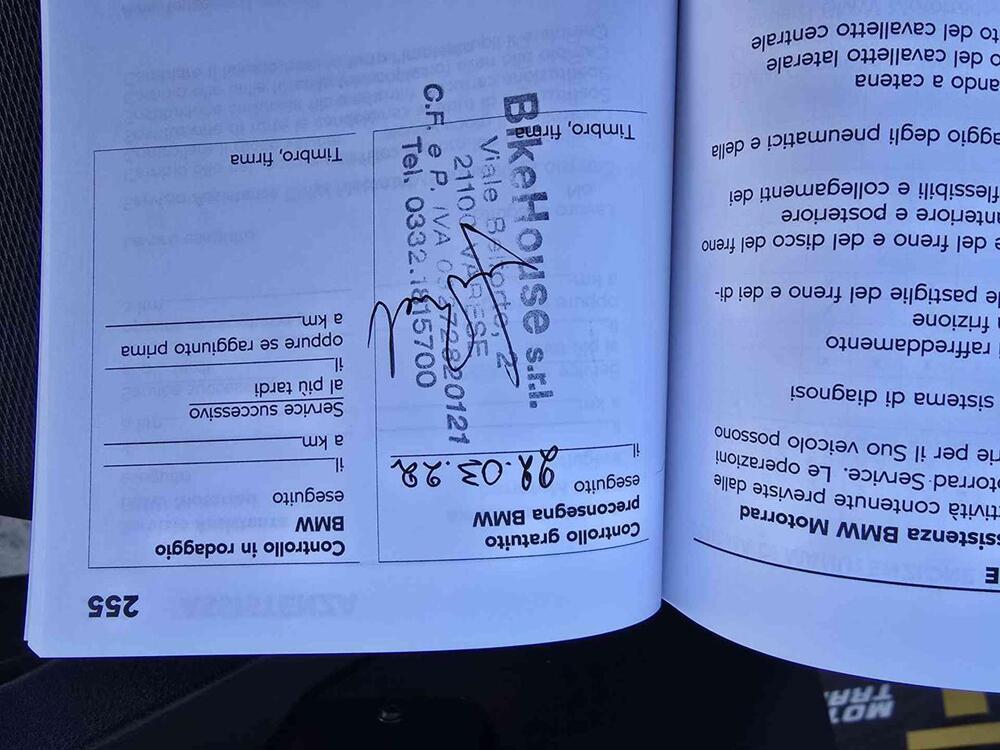 E
ssistenza BMW Motorrad
tività contenute previste dalle
otorrad Service. Le operazioni
rie per il Suo veicolo possono
sistema di diagnosi
raffreddamento
frizione
le pastiglie del freno e dei di-
e del freno e del disco del freno
anteriore e posteriore
flessibili e collegamenti dei
aggio degli pneumatici e della
ando a catena
o del cavalletto laterale
to del cavalletto centrale
255
Controllo gratuito
preconsegna BMW
eseguito
il 22.03.22
Timbro, firma
BikeHouse s.r.l.
Viale Belforte,
21100 VARESE
C.F. e P. IVA
Tel. 0332.1815700
Controllo in rodaggio
BMW
eseguito
il
a km
Service successivo
al più tardi
il
oppure se raggiunto prima
a km
Timbro, firma